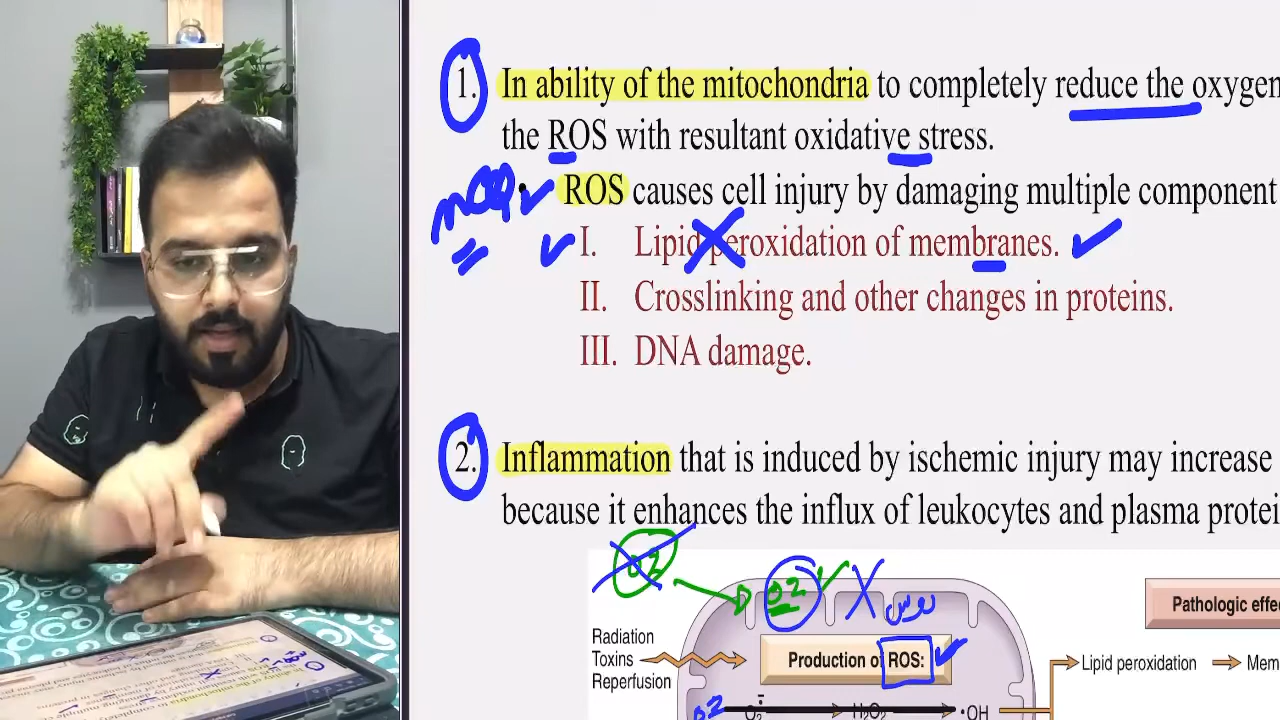 1. In ability of the mitochondria to completely reduce the oxygen
the ROS with resultant oxidative stress.
MCQ • ROS causes cell injury by damaging multiple component
I. Lipid peroxidation of membranes.
II. Crosslinking and other changes in proteins.
III. DNA damage.
2. Inflammation that is induced by ischemic injury may increase
because it enhances the influx of leukocytes and plasma protei
O2
O2
Pathologic effe
Radiation
Toxins
Reperfusion
Production of ROS:
Lipid peroxidation
Mem
O2
O2
H2O2
•OH